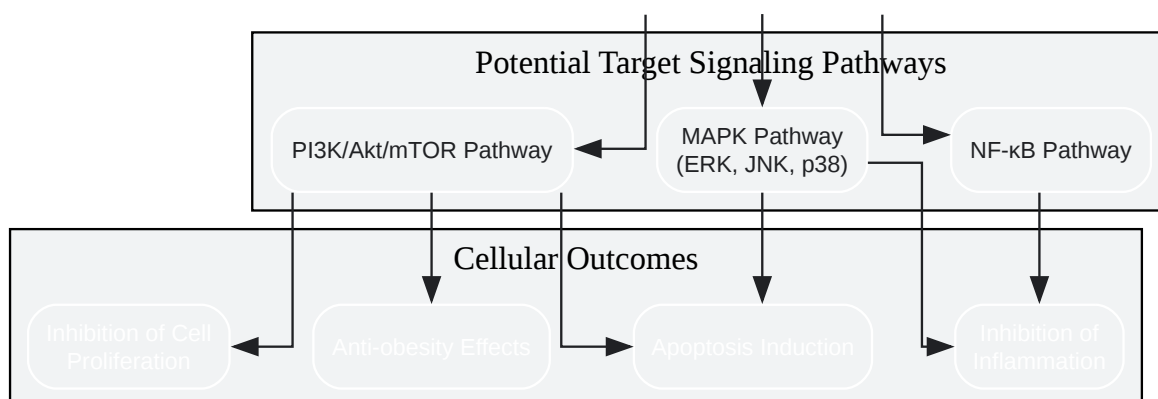 Potential Target Signaling Pathways
PI3K/Akt/mTOR Pathway
MAPK Pathway
(ERK, JNK, p38)
NF-κB Pathway
Cellular Outcomes
Inhibition of Cell
Proliferation
Anti-obesity Effects
Apoptosis Induction
Inhibition of
Inflammation